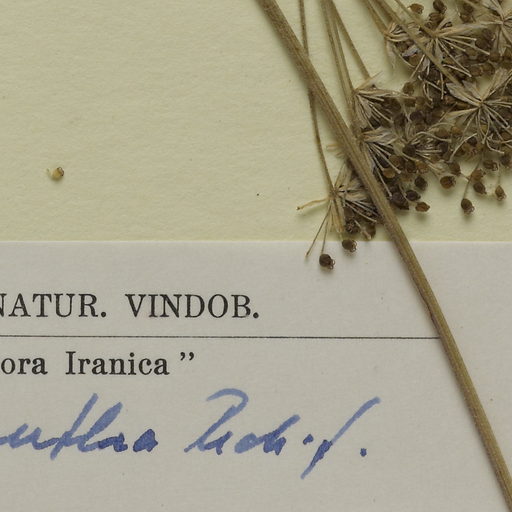 NATUR. VINDOB.
ora Iranica”
Rech. f.